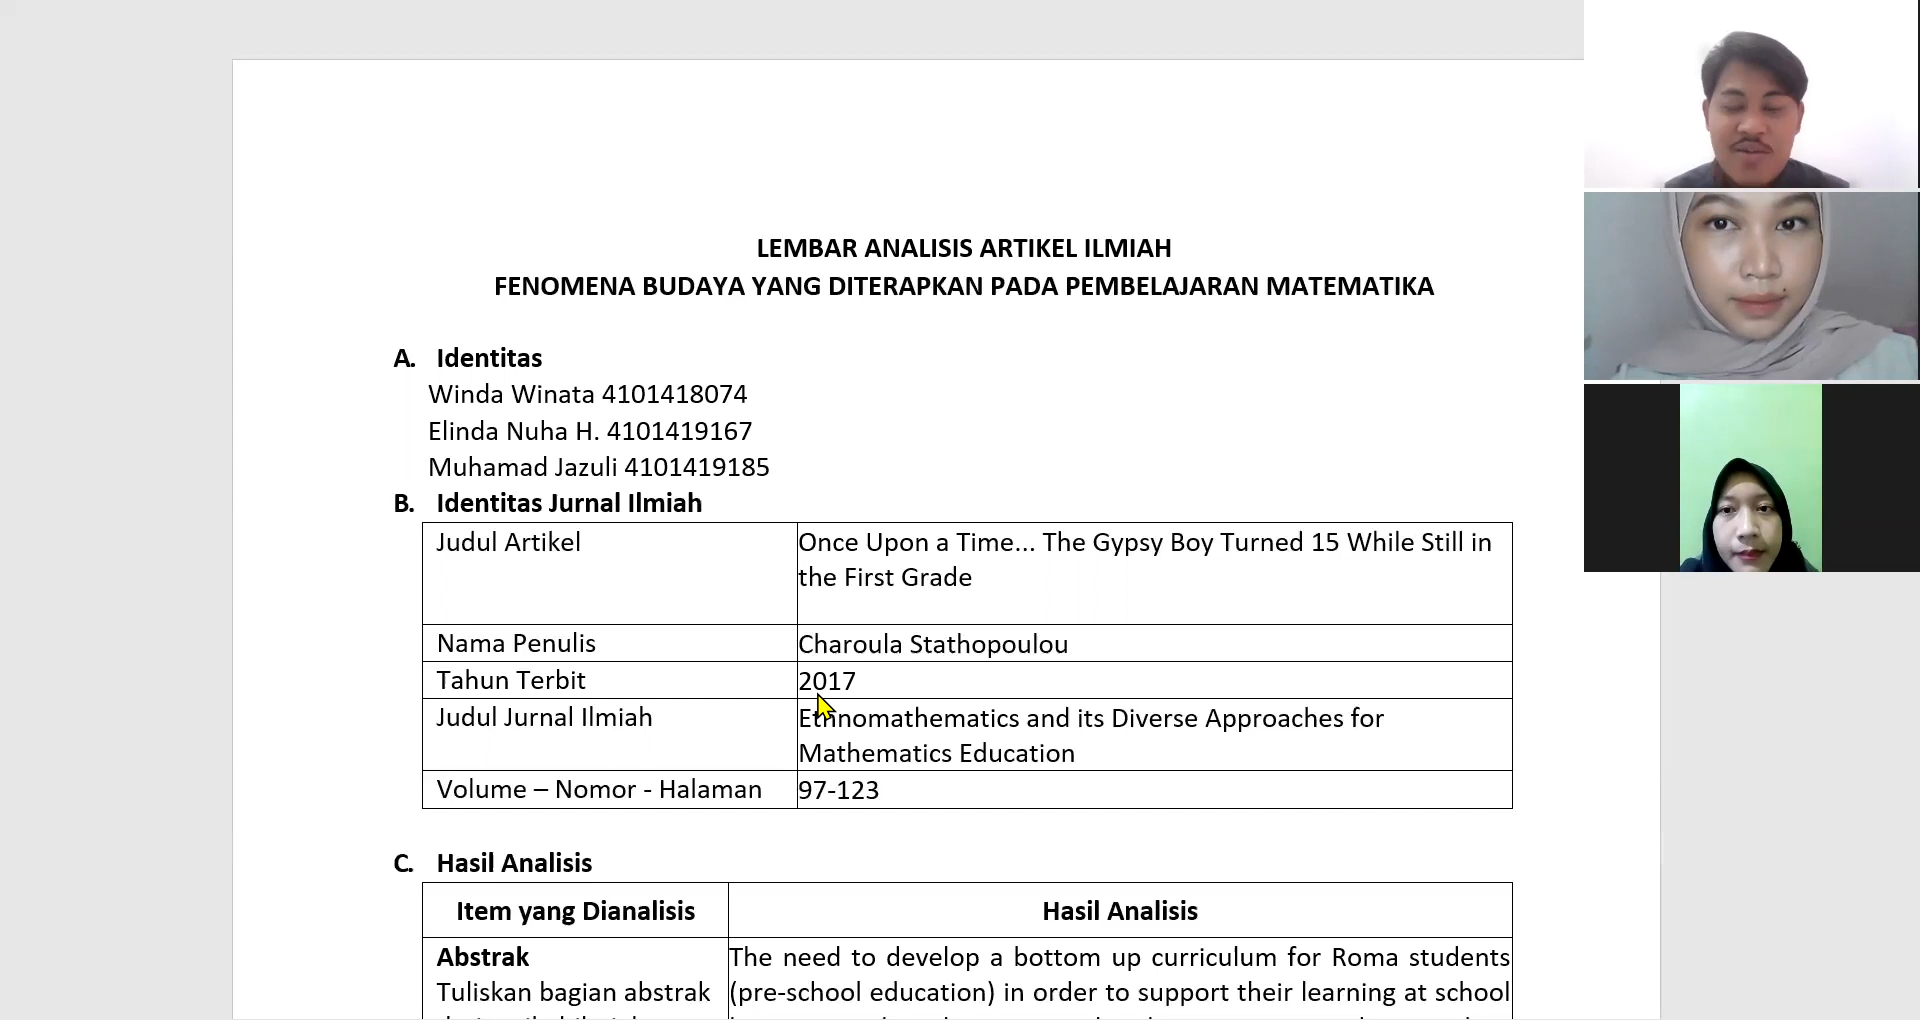 LEMBAR ANALISIS ARTIKEL ILMIAH
FENOMENA BUDAYA YANG DITERAPKAN PADA PEMBELAJARAN MATEMATIKA
A. Identitas
Winda Winata 4101418074
Elinda Nuha H. 4101419167
Muhamad Jazuli 4101419185
B. Identitas Jurnal Ilmiah
Judul Artikel
Once Upon a Time... The Gypsy Boy Turned 15 While Still in
the First Grade
Nama Penulis
Charoula Stathopoulou
Tahun Terbit
2017
Judul Jurnal Ilmiah
Ethnomathematics and its Diverse Approaches for
Mathematics Education
Volume – Nomor - Halaman
97-123
C. Hasil Analisis
Item yang Dianalisis
Hasil Analisis
Abstrak
Tuliskan bagian abstrak
The need to develop a bottom up curriculum for Roma students
(pre-school education) in order to support their learning at school